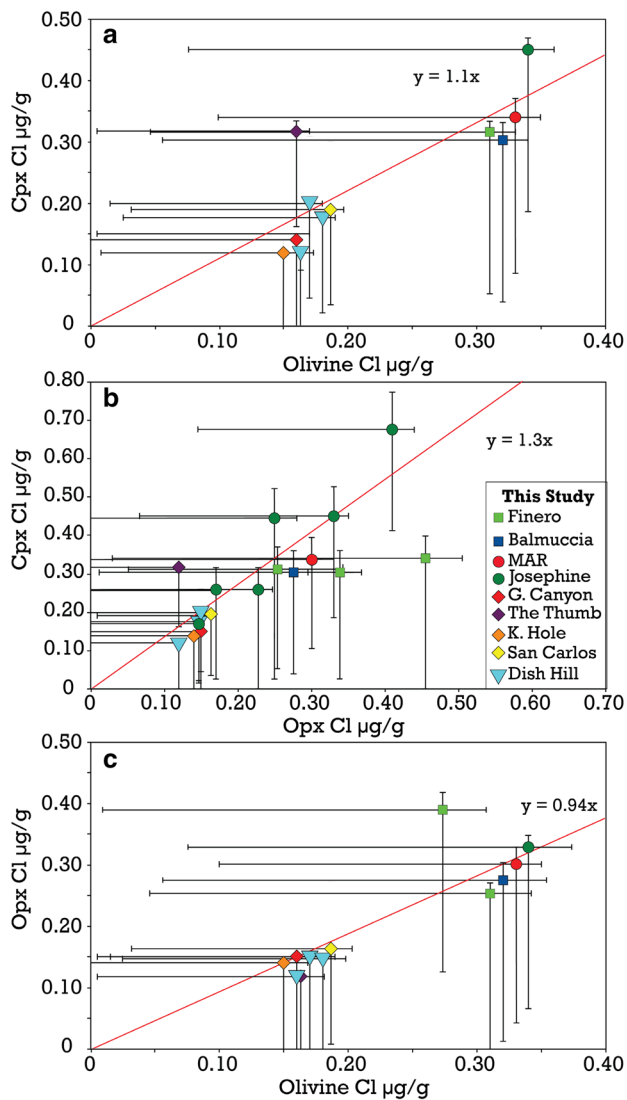 a
0.50
0.40
0.30
0.20
0.10
0
Cpx Cl µg/g
y = 1.1x
0
0.10
0.20
0.30
0.40
Olivine Cl µg/g
b
0.80
0.70
0.60
0.50
0.40
0.30
0.20
0.10
0
Cpx Cl µg/g
y = 1.3x
This Study
Finero
Balmuccia
MAR
Josephine
G. Canyon
The Thumb
K. Hole
San Carlos
Dish Hill
0
0.10
0.20
0.30
0.40
0.50
0.60
0.70
Opx Cl µg/g
c
0.50
0.40
0.30
0.20
0.10
0
Opx Cl µg/g
y = 0.94x
0
0.10
0.20
0.30
0.40
Olivine Cl µg/g